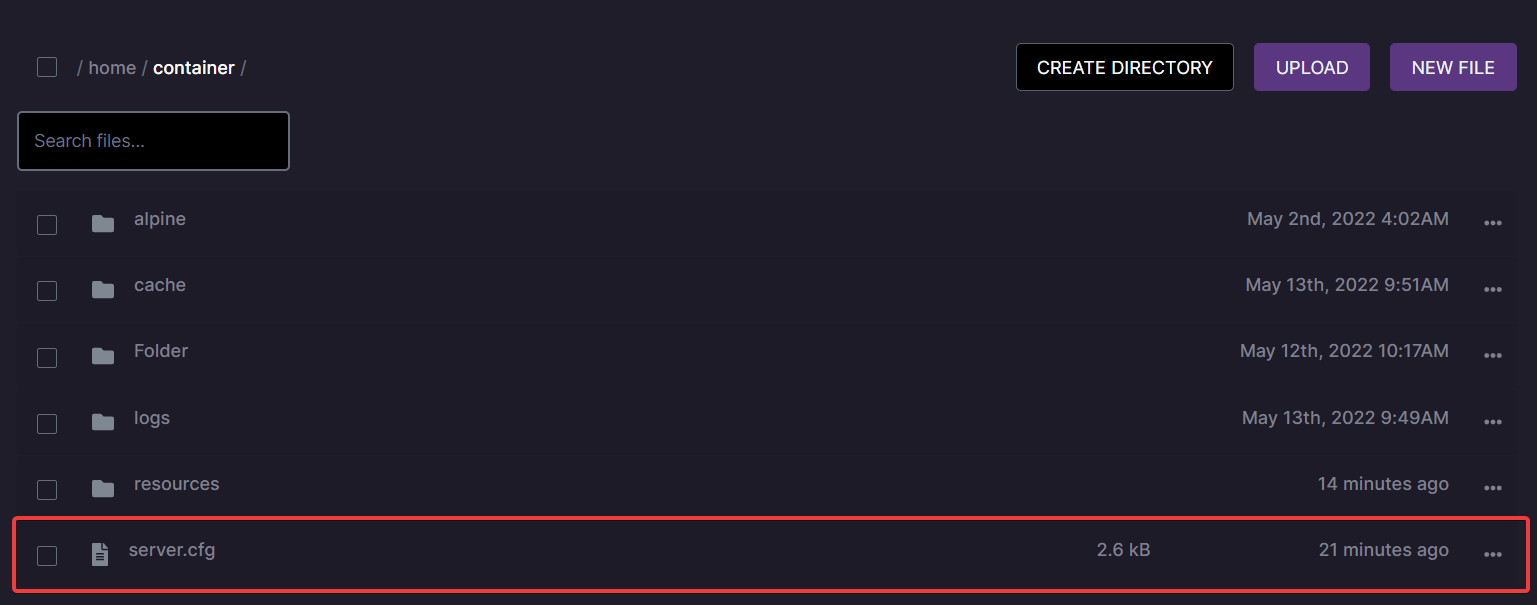 / home / container /
CREATE DIRECTORY
UPLOAD
NEW FILE
Search files...
alpine May 2nd, 2022 4:02AM
cache May 13th, 2022 9:51AM
Folder May 12th, 2022 10:17AM
logs May 13th, 2022 9:49AM
resources 14 minutes ago
server.cfg 2.6 kB 21 minutes ago